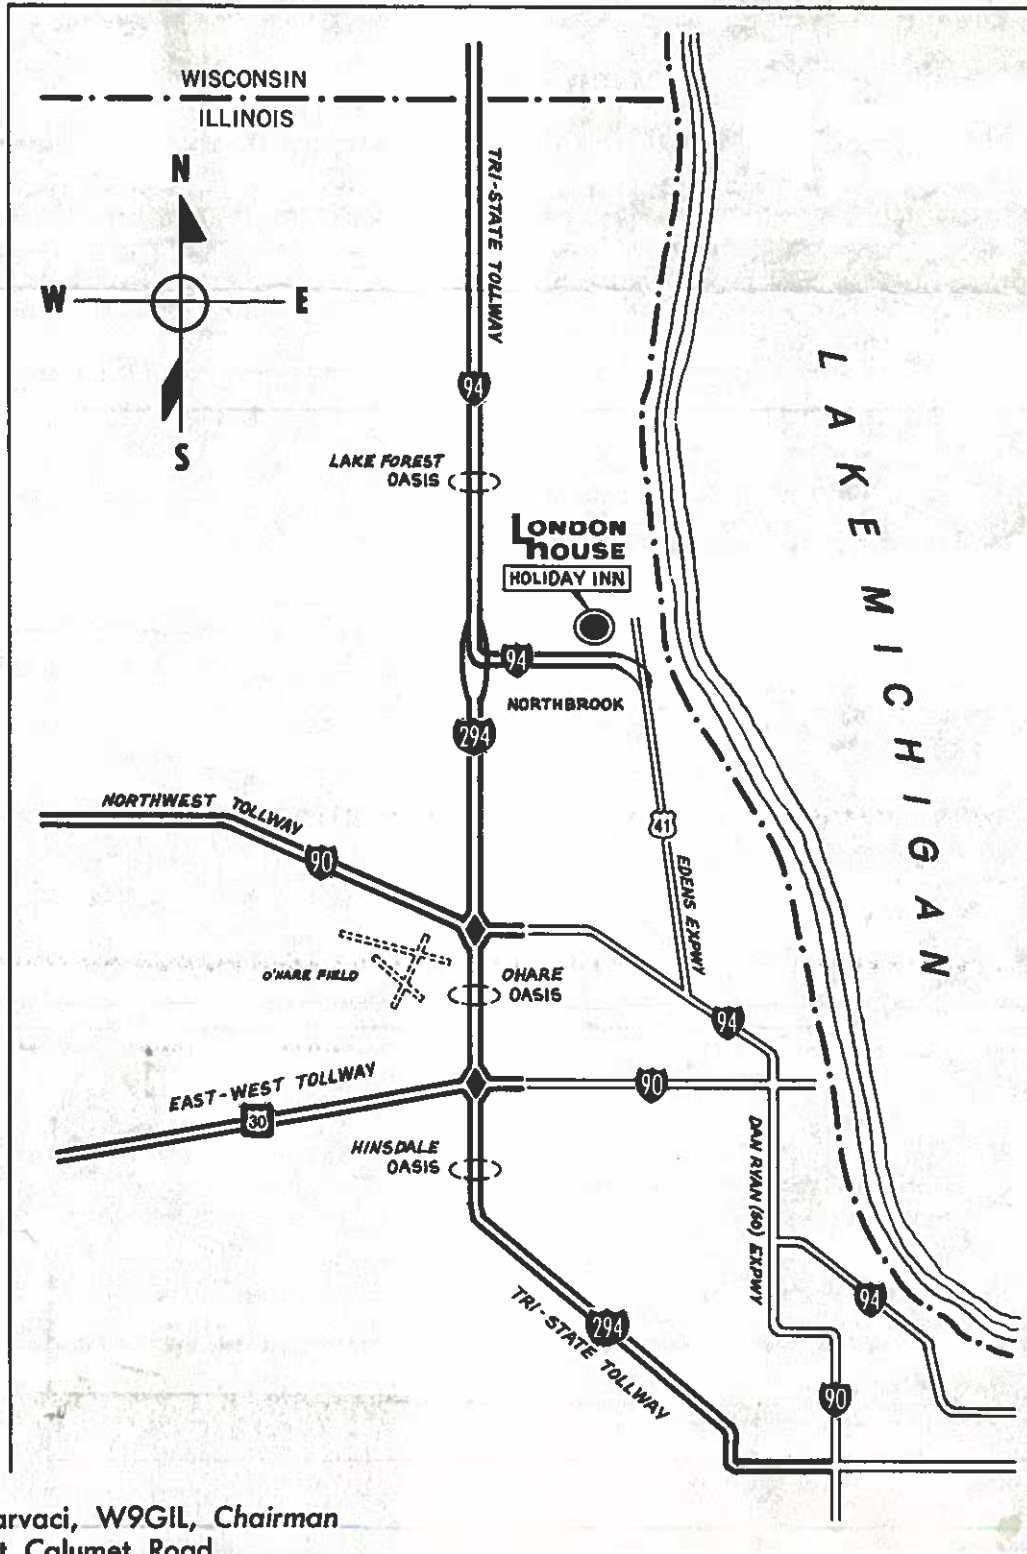 WISCONSIN
ILLINOIS
N
W
E
S
TRI-STATE TOLLWAY
94
LAKE FOREST
OASIS
LONDON
hOUSE
HOLIDAY INN
94
NORTHBROOK
294
LAKE MICHIGAN
NORTHWEST TOLLWAY
90
41
EDENS EXPWY
O'HARE FIELD
OHARE
OASIS
94
EAST-WEST TOLLWAY
30
90
HINSDALE
OASIS
DAN RYAN (90) EXPWY
94
TRI-STATE TOLLWAY
294
90
arvaci, W9GIL, Chairman
t Calumet Road